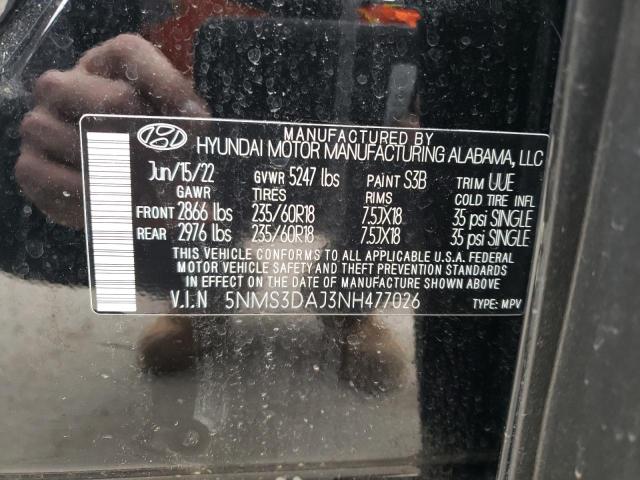 MANUFACTURED BY
HYUNDAI MOTOR MANUFACTURING ALABAMA, LLC
Jun/15/22 GVWR 5247 lbs PAINT S3B TRIM UUE
GAWR TIRES RIMS COLD TIRE INFL
FRONT 2866 lbs 235/60R18 7.5JX18 35 psi SINGLE
REAR 2976 lbs 235/60R18 7.5JX18 35 psi SINGLE
THIS VEHICLE CONFORMS TO ALL APPLICABLE U.S.A. FEDERAL
MOTOR VEHICLE SAFETY, BUMPER, AND THEFT PREVENTION STANDARDS
IN EFFECT ON THE DATE OF MANUFACTURE SHOWN ABOVE
V.I.N 5NMS3DAJ3NH477026 TYPE: MPV